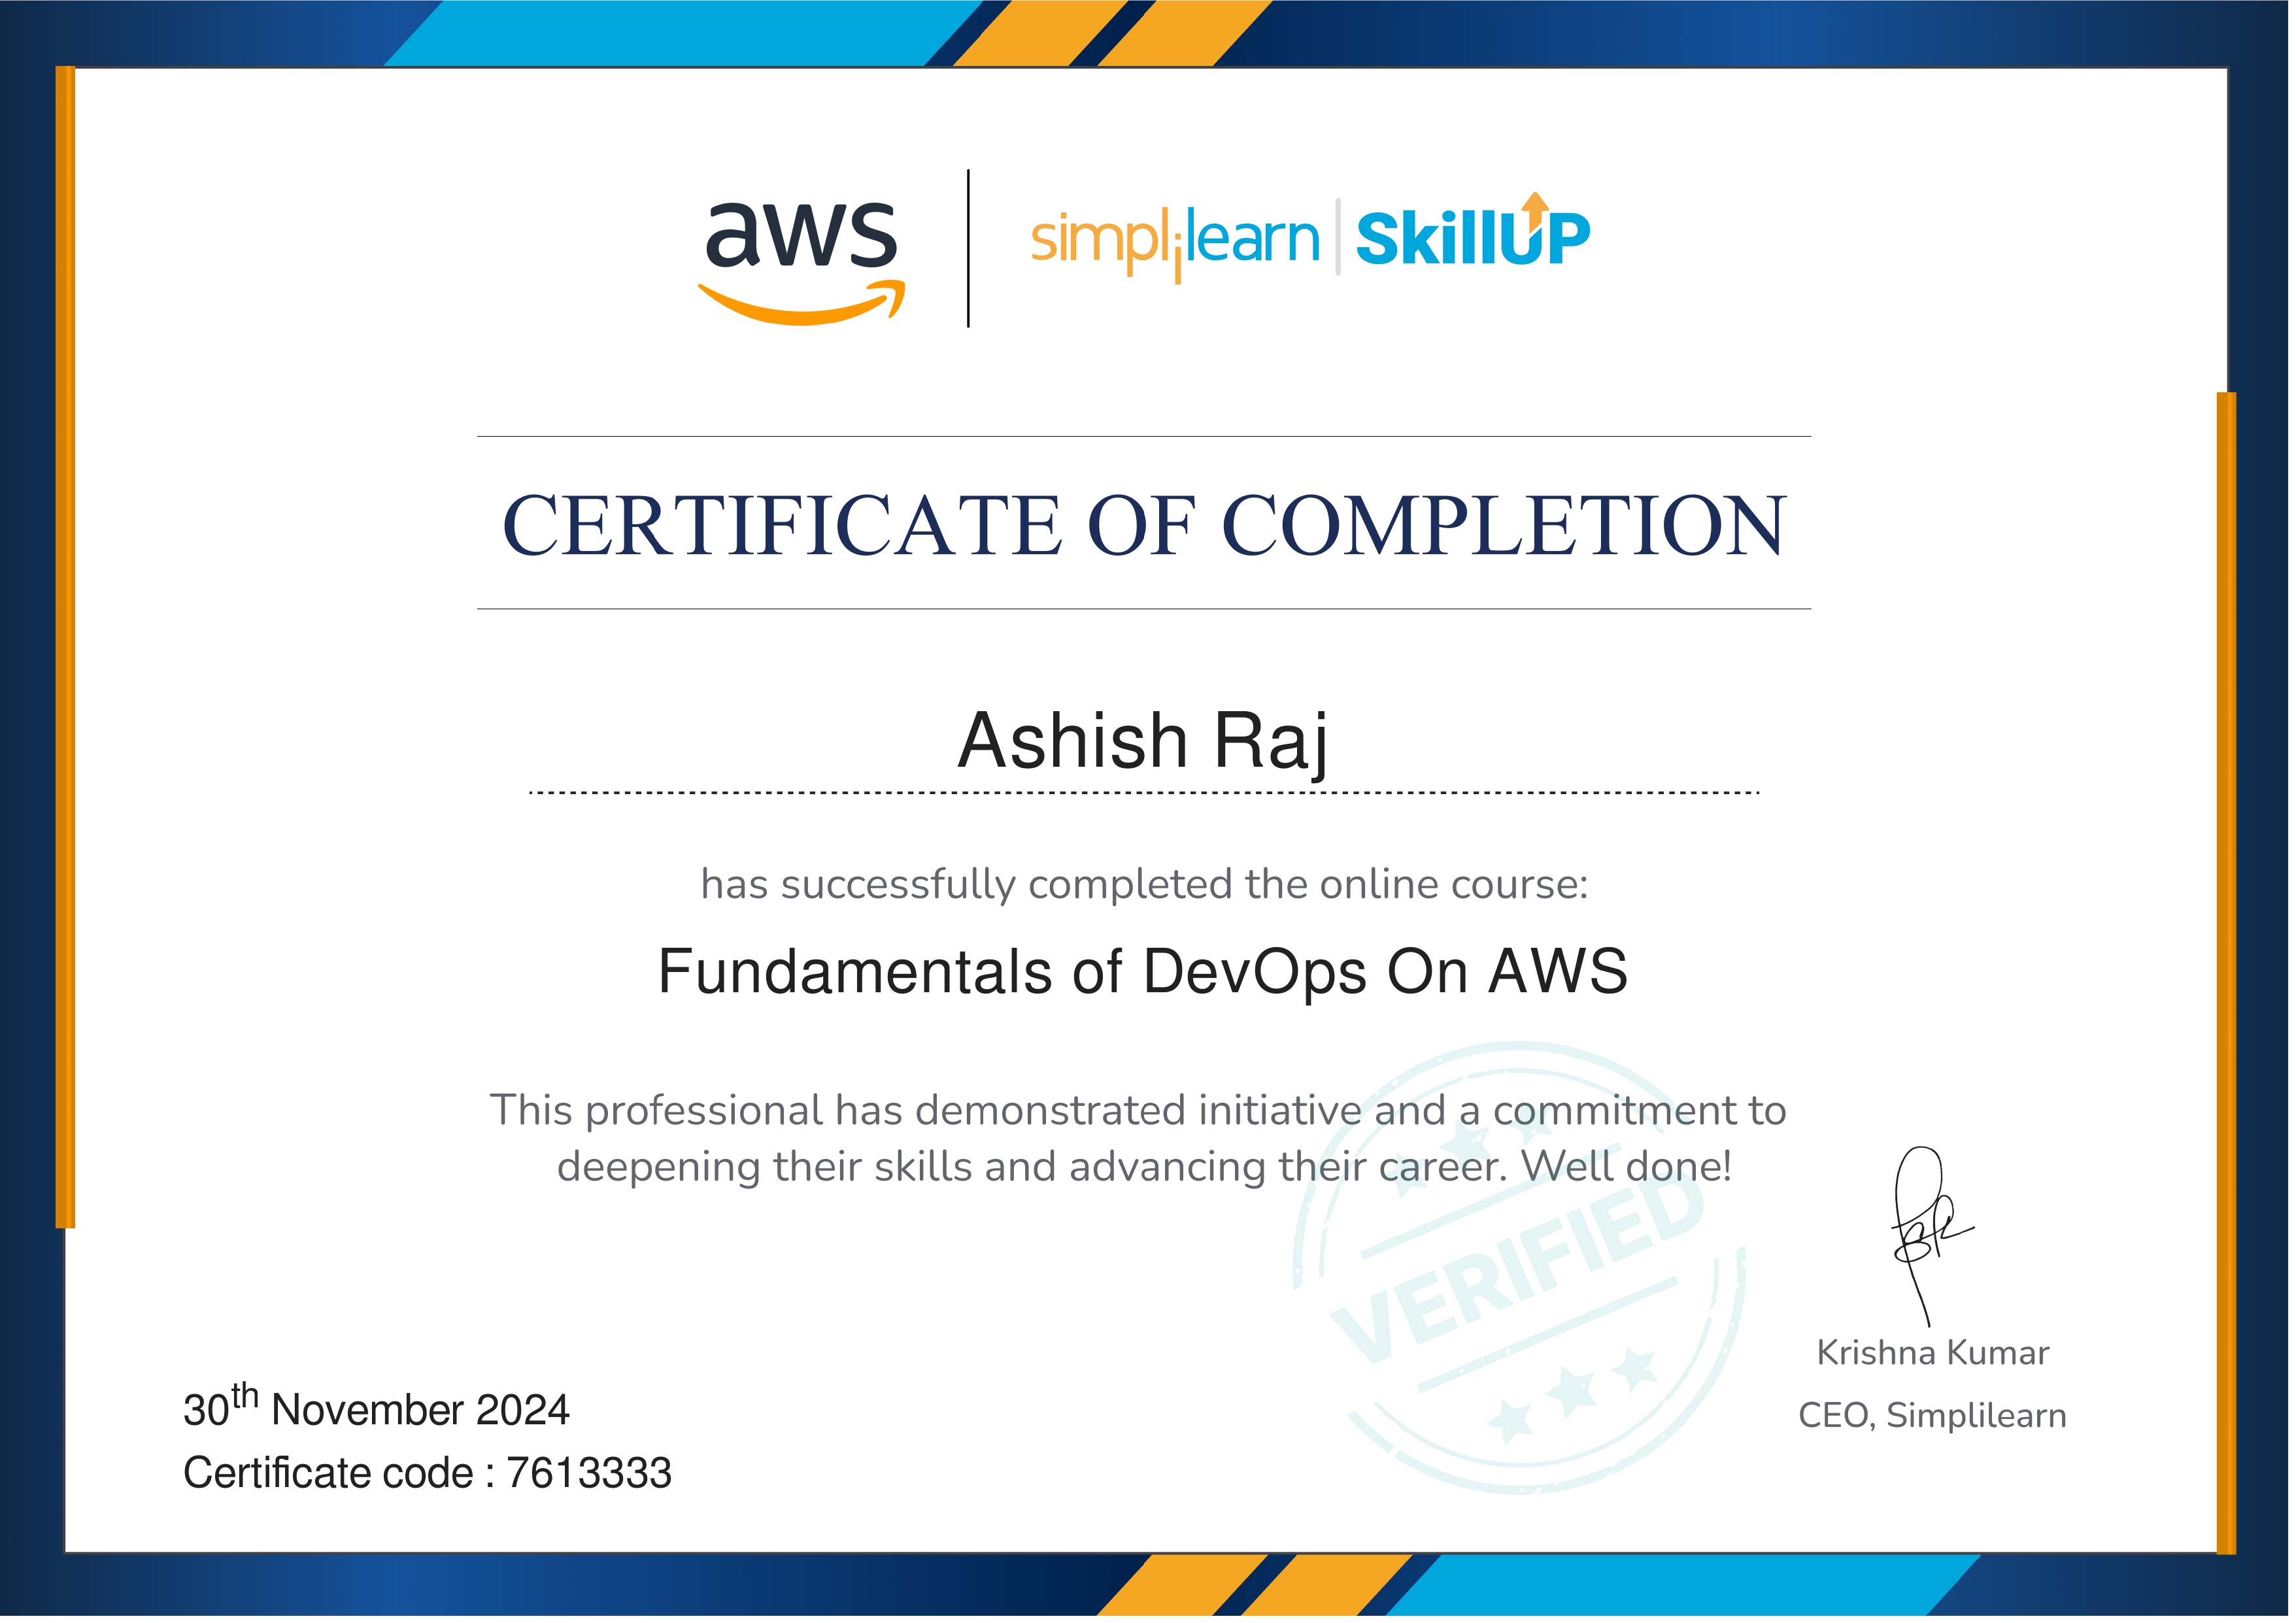 aws
simplilearn | SkillUP
CERTIFICATE OF COMPLETION
Ashish Raj
has successfully completed the online course:
Fundamentals of DevOps On AWS
This professional has demonstrated initiative and a commitment to
deepening their skills and advancing their career. Well done!
VERIFIED
Krishna Kumar
CEO, Simplilearn
30th November 2024
Certificate code : 7613333